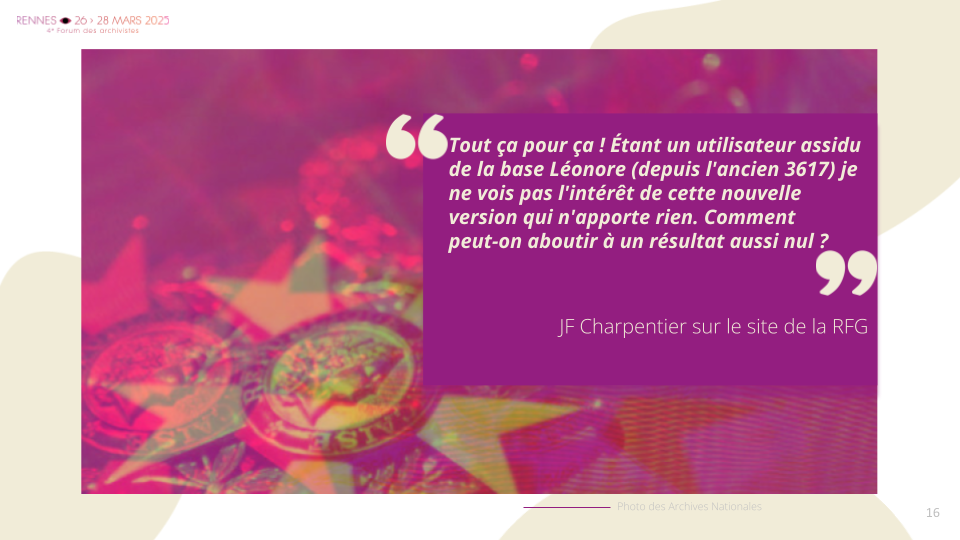 RENNES 26 > 28 MARS 2025
4e Forum des archivistes
Tout ça pour ça ! Étant un utilisateur assidu
de la base Léonore (depuis l'ancien 3617) je
ne vois pas l'intérêt de cette nouvelle
version qui n'apporte rien. Comment
peut-on aboutir à un résultat aussi nul ?
JF Charpentier sur le site de la RFG
AISE
Photo des Archives Nationales
16